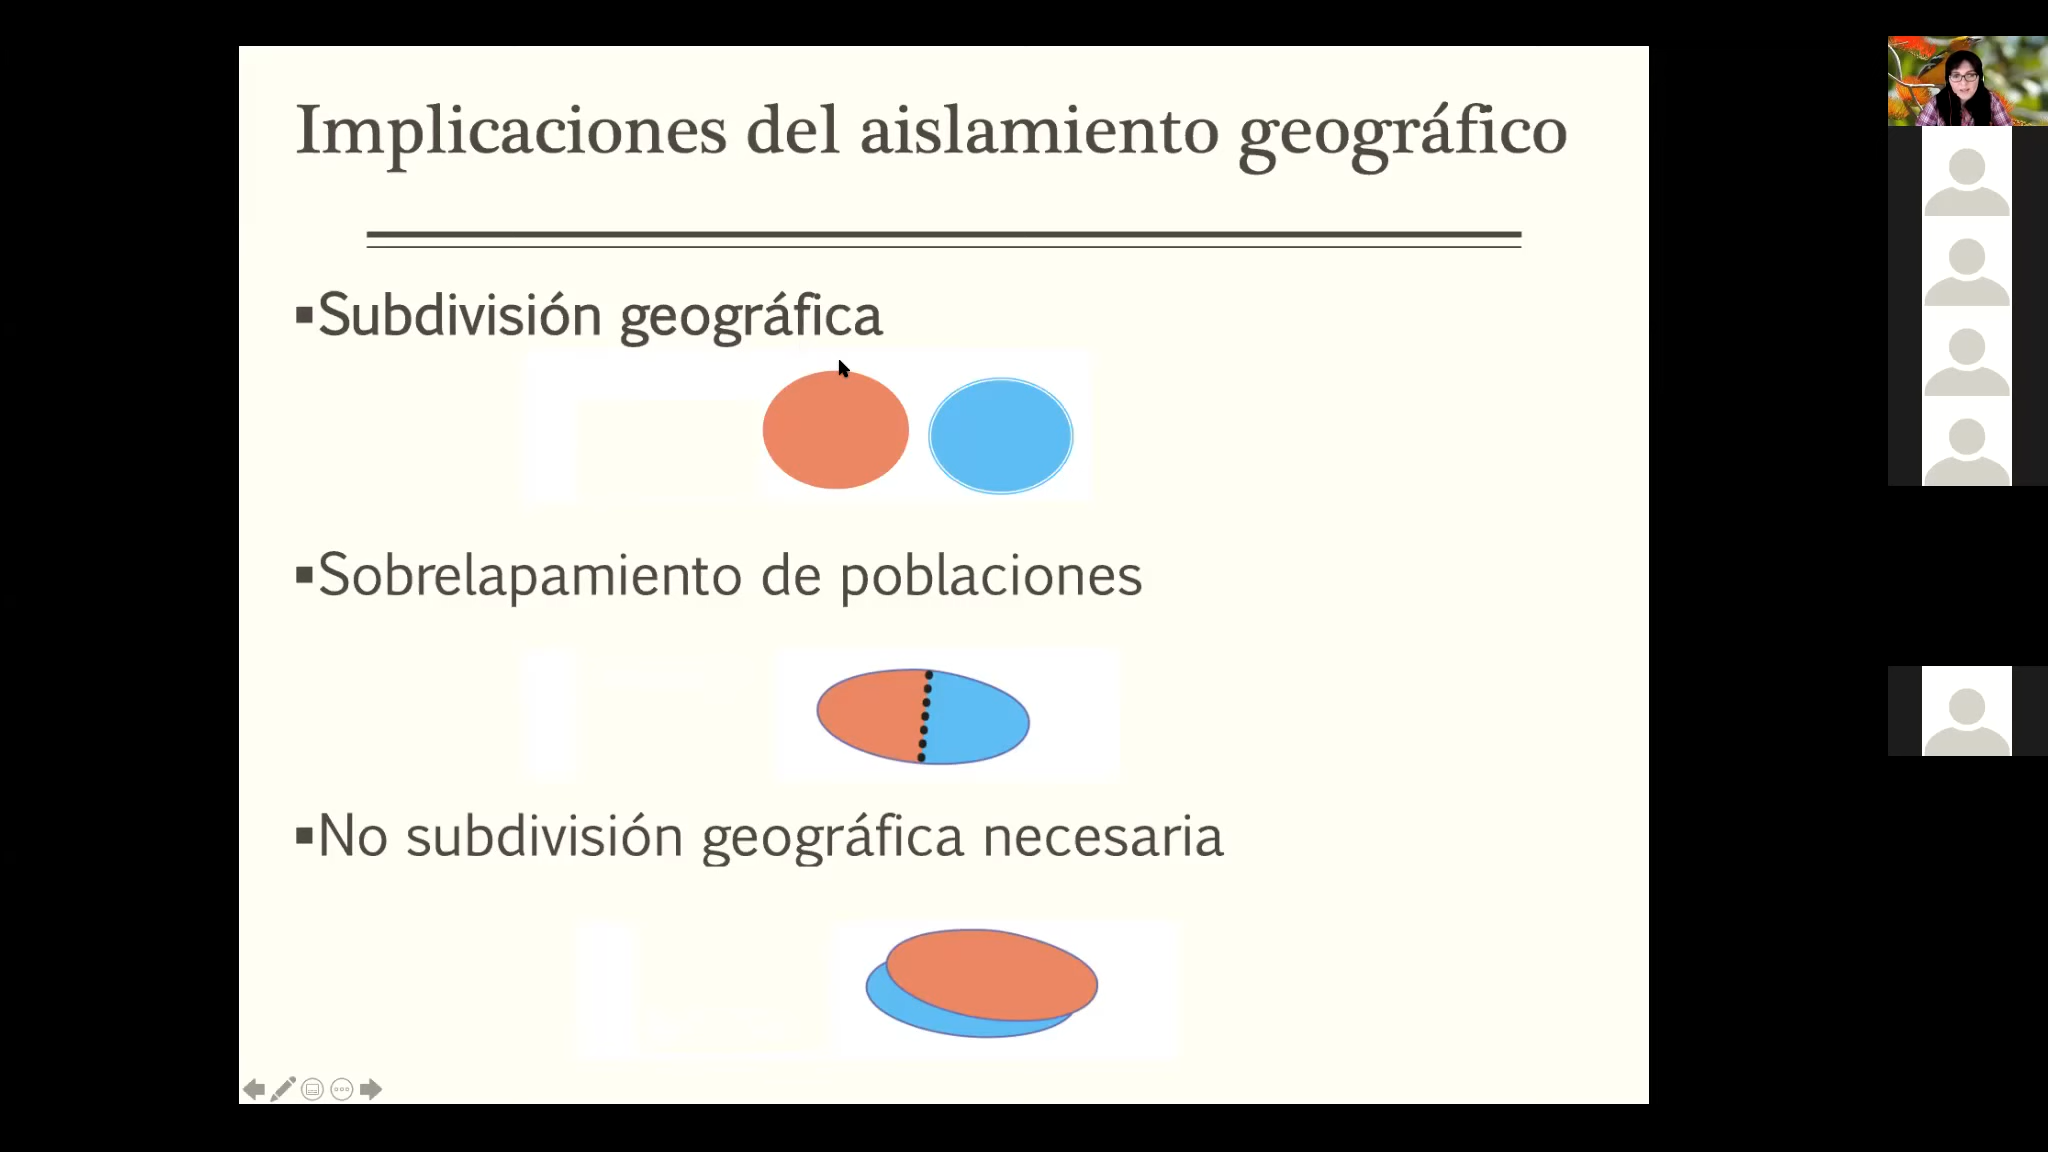 Implicaciones del aislamiento geográfico
▪Subdivisión geográfica
▪Sobrelapamiento de poblaciones
▪No subdivisión geográfica necesaria